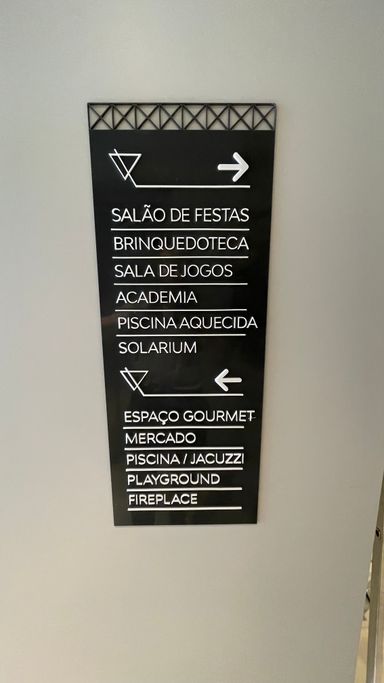 SALÃO DE FESTAS
BRINQUEDOTECA
SALA DE JOGOS
ACADEMIA
PISCINA AQUECIDA
SOLARIUM
ESPAÇO GOURMET
MERCADO
PISCINA / JACUZZI
PLAYGROUND
FIREPLACE